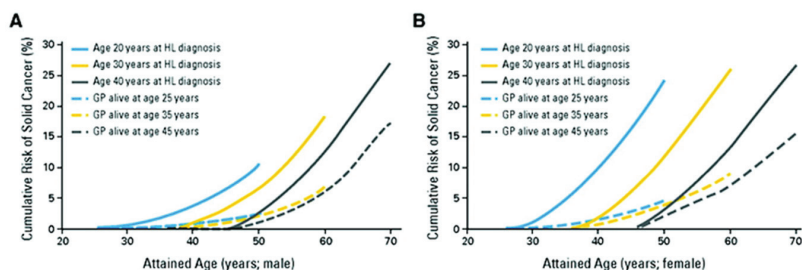 A
Cumulative Risk of Solid Cancer (%)
30
25
20
15
10
5
0
Age 20 years at HL diagnosis
Age 30 years at HL diagnosis
Age 40 years at HL diagnosis
GP alive at age 25 years
GP alive at age 35 years
GP alive at age 45 years
20 30 40 50 60 70
Attained Age (years; male)
B
Cumulative Risk of Solid Cancer (%)
30
25
20
15
10
5
0
Age 20 years at HL diagnosis
Age 30 years at HL diagnosis
Age 40 years at HL diagnosis
GP alive at age 25 years
GP alive at age 35 years
GP alive at age 45 years
20 30 40 50 60 70
Attained Age (years; female)